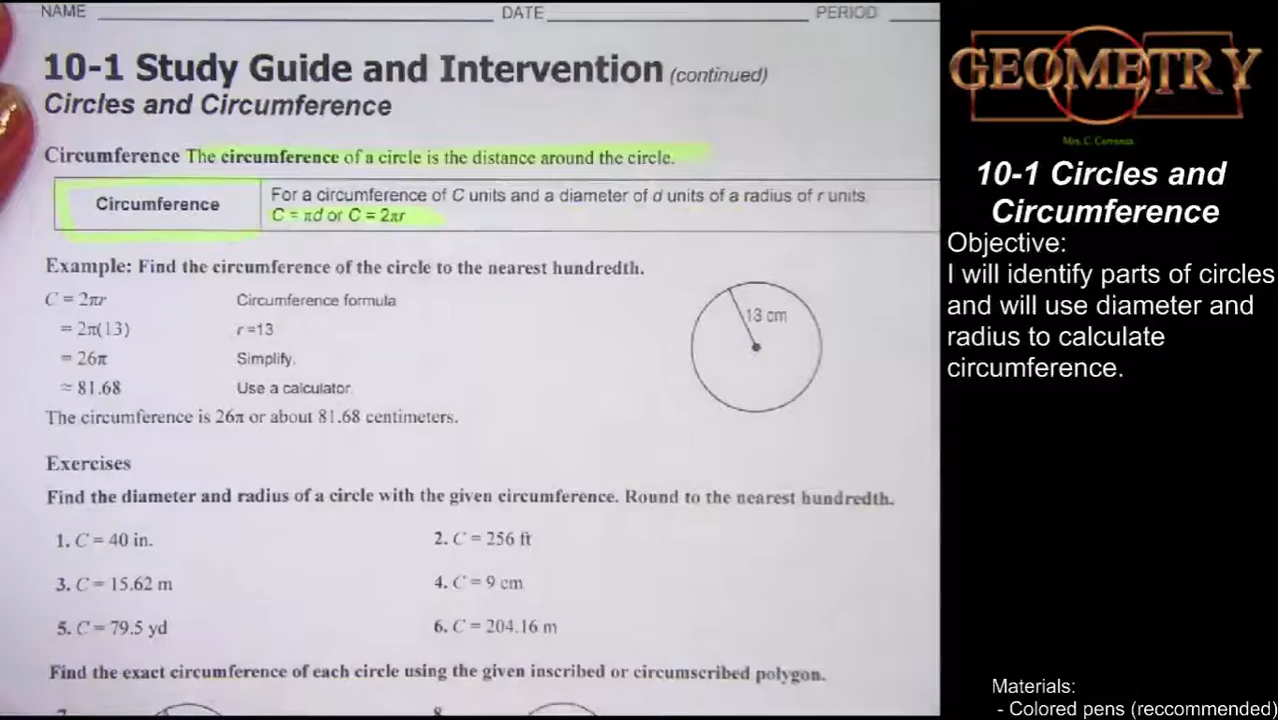 NAME DATE PERIOD
10-1 Study Guide and Intervention (continued)
Circles and Circumference
Circumference The circumference of a circle is the distance around the circle.
Circumference
For a circumference of C units and a diameter of d units of a radius of r units,
C = πd or C = 2πr
Example: Find the circumference of the circle to the nearest hundredth.
C = 2πr Circumference formula
= 2π(13) r =13
= 26π Simplify.
≈ 81.68 Use a calculator.
The circumference is 26π or about 81.68 centimeters.
13 cm
Exercises
Find the diameter and radius of a circle with the given circumference. Round to the nearest hundredth.
1. C = 40 in. 2. C = 256 ft
3. C = 15.62 m 4. C = 9 cm
5. C = 79.5 yd 6. C = 204.16 m
Find the exact circumference of each circle using the given inscribed or circumscribed polygon.
GEOMETRY
Mrs. C. Carranza
10-1 Circles and
Circumference
Objective:
I will identify parts of circles
and will use diameter and
radius to calculate
circumference.
Materials:
- Colored pens (reccommended)